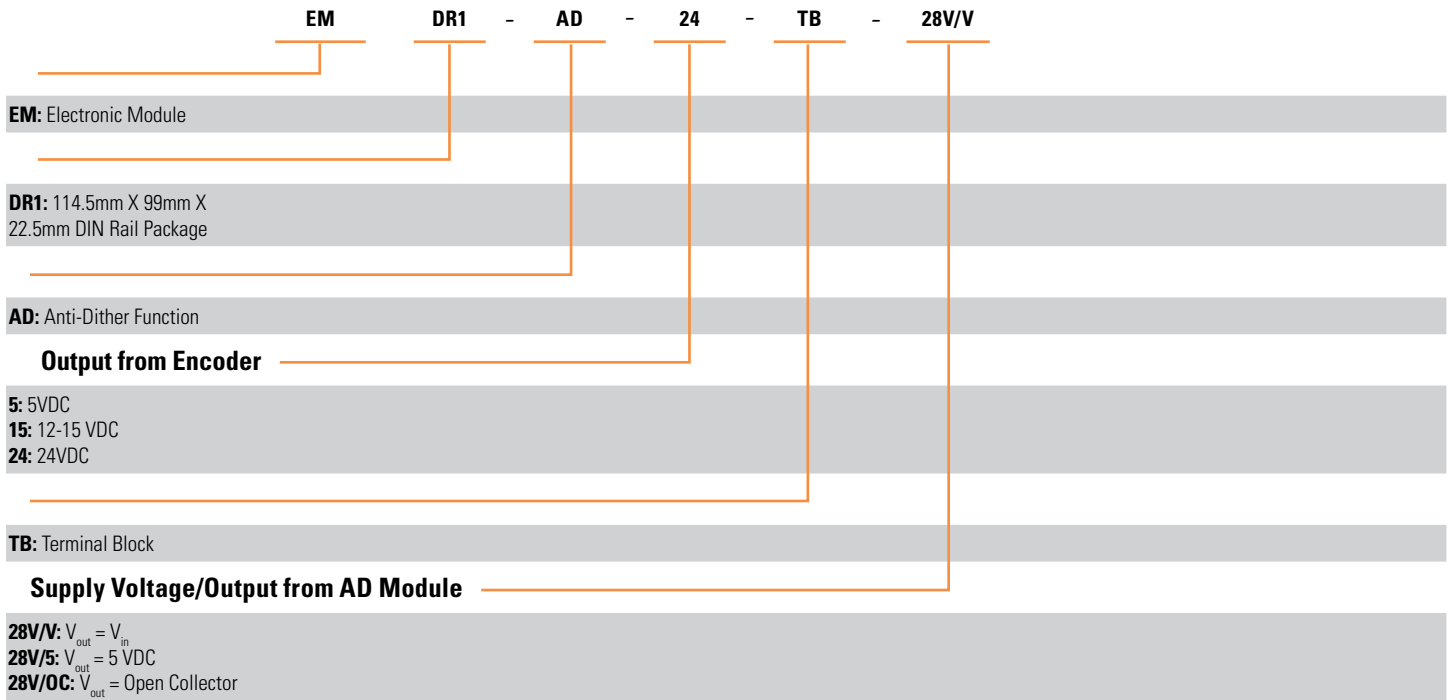 EM DR1 – AD – 24 – TB – 28V/V
EM: Electronic Module
DR1: 114.5mm X 99mm X
22.5mm DIN Rail Package
AD: Anti-Dither Function
Output from Encoder
5: 5VDC
15: 12-15 VDC
24: 24VDC
TB: Terminal Block
Supply Voltage/Output from AD Module
28V/V: Vout = Vin
28V/5: Vout = 5 VDC
28V/OC: Vout = Open Collector